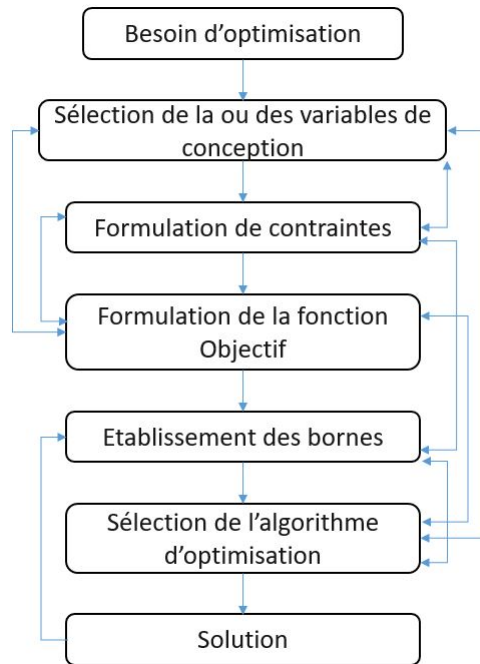 Besoin d'optimisation
Sélection de la ou des variables de
conception
Formulation de contraintes
Formulation de la fonction
Objectif
Etablissement des bornes
Sélection de l'algorithme
d'optimisation
Solution